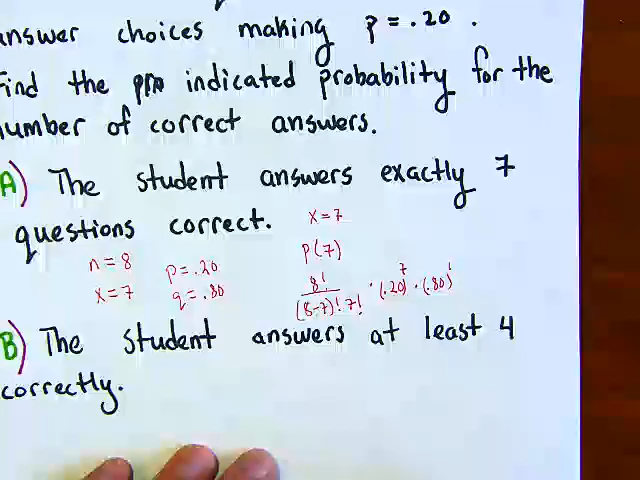 answer choices making p = .20 .
Find the indicated probability for the
number of correct answers.
A) The student answers exactly 7
questions correct.
x = 7
P(7)
n = 8 p = .20
x = 7 q = .80
8! / (8-7)! 7! · (.20)^7 · (.80)^1
B) The student answers at least 4
correctly.